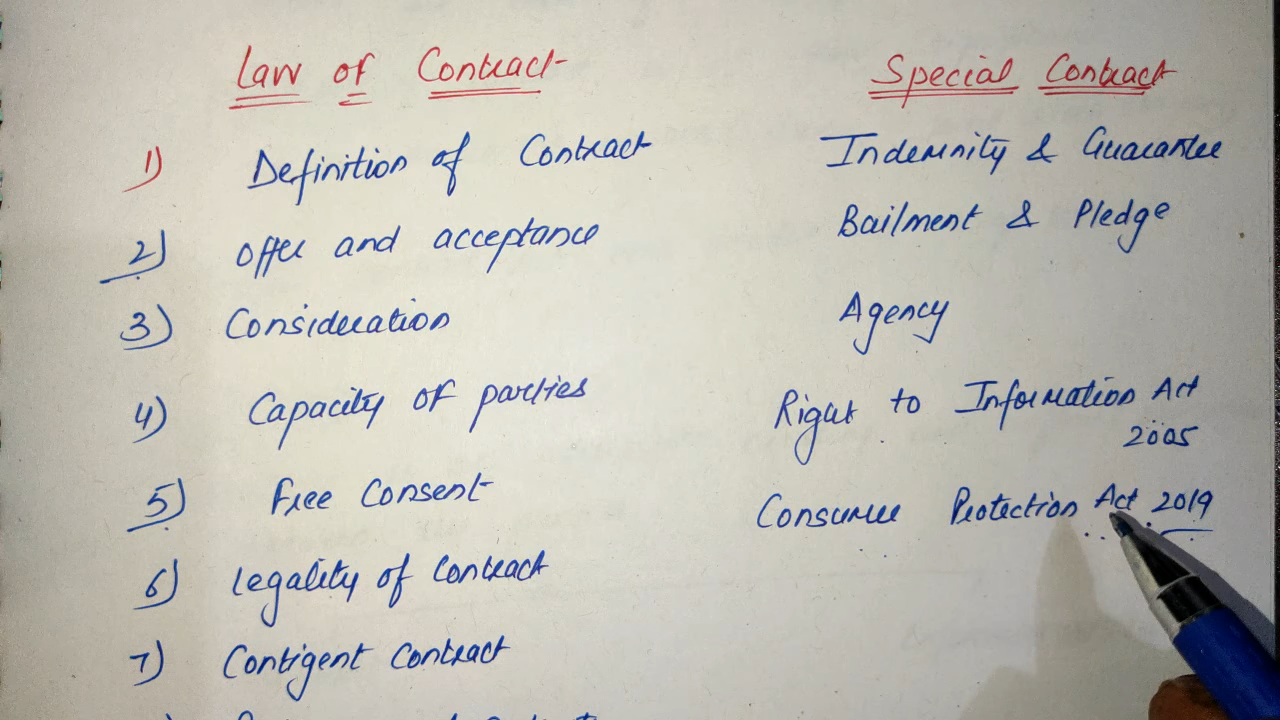 Law of Contract
1) Definition of Contract
2) Offer and acceptance
3) Consideration
4) Capacity of parties
5) Free Consent
6) Legality of Contract
7) Contigent Contract
Special Contract
Indemnity & Guarantee
Bailment & Pledge
Agency
Right to Information Act
2005
Consumer Protection Act 2019